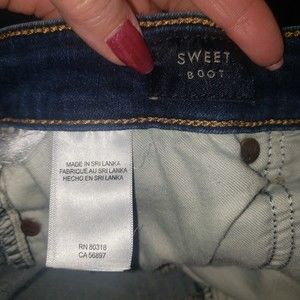 SWEET
BOOT
MADE IN SRI LANKA
FABRIQUE AU SRI LANKA
HECHO EN SRI LANKA
RN 80318
CA 56897